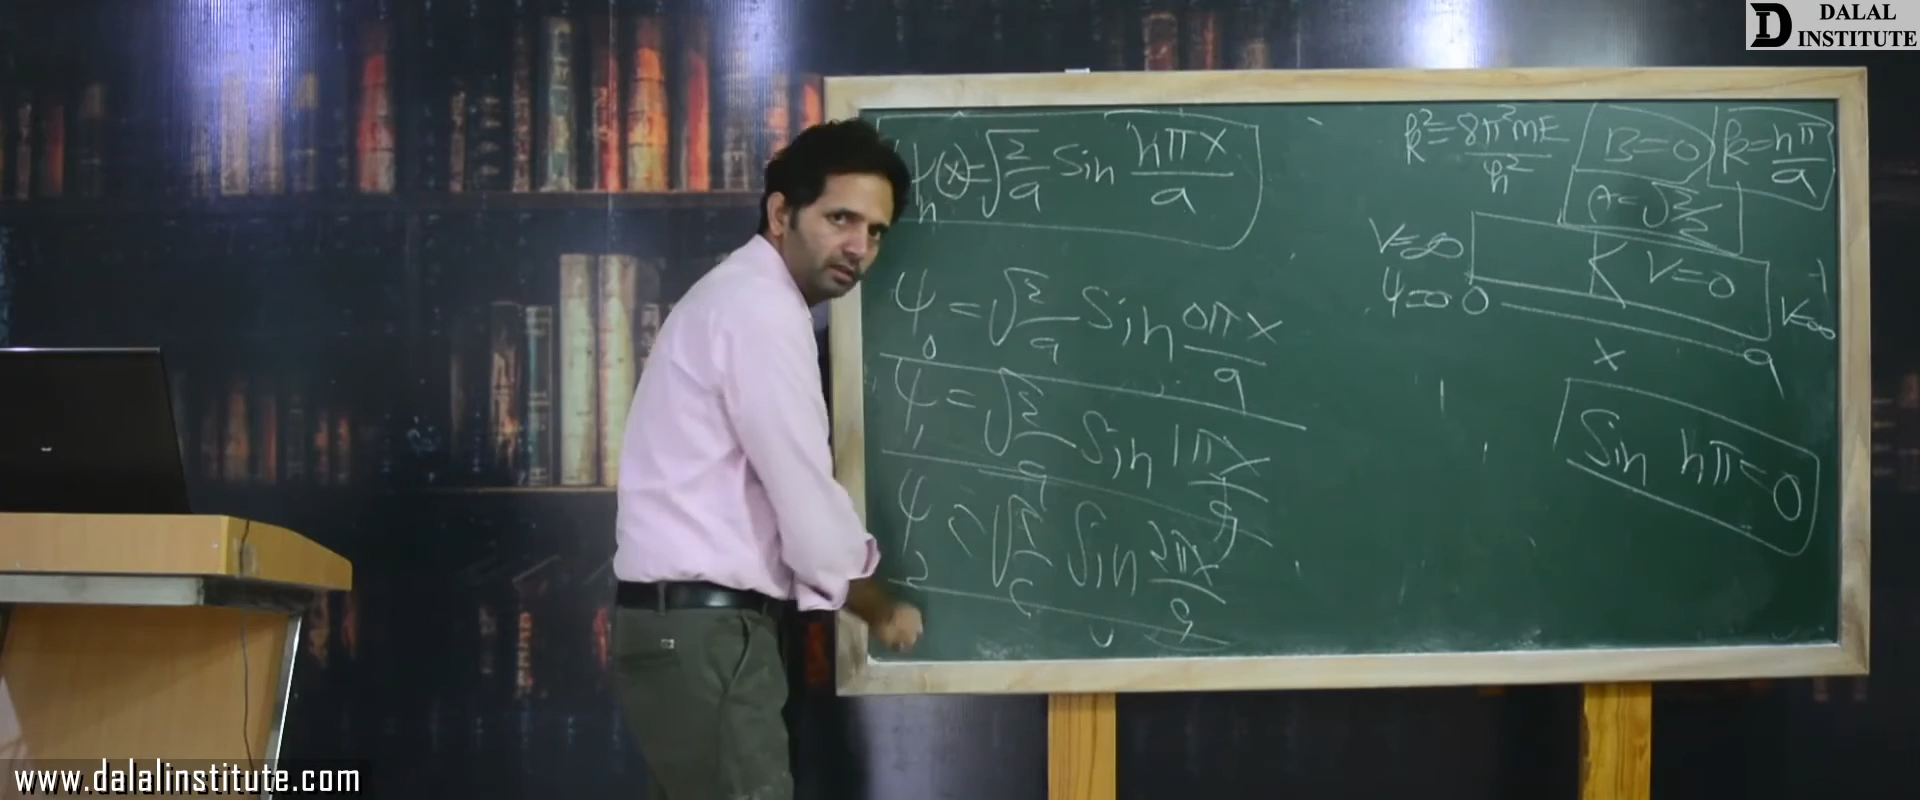 DALAL
INSTITUTE
ψn(x)=√2/a Sin nπx/a
ψ0 = √2/a Sin 0πx/a
ψ1 = √2/a Sin 1πx/a
ψ2 = √2/a Sin 2πx/a
k²=8π²mE/h²
B=0
k=nπ/a
A=√2/a
V=∞
ψ=0
0
V=0
V=∞
x
a
Sin nπ=0
www.dalalinstitute.com